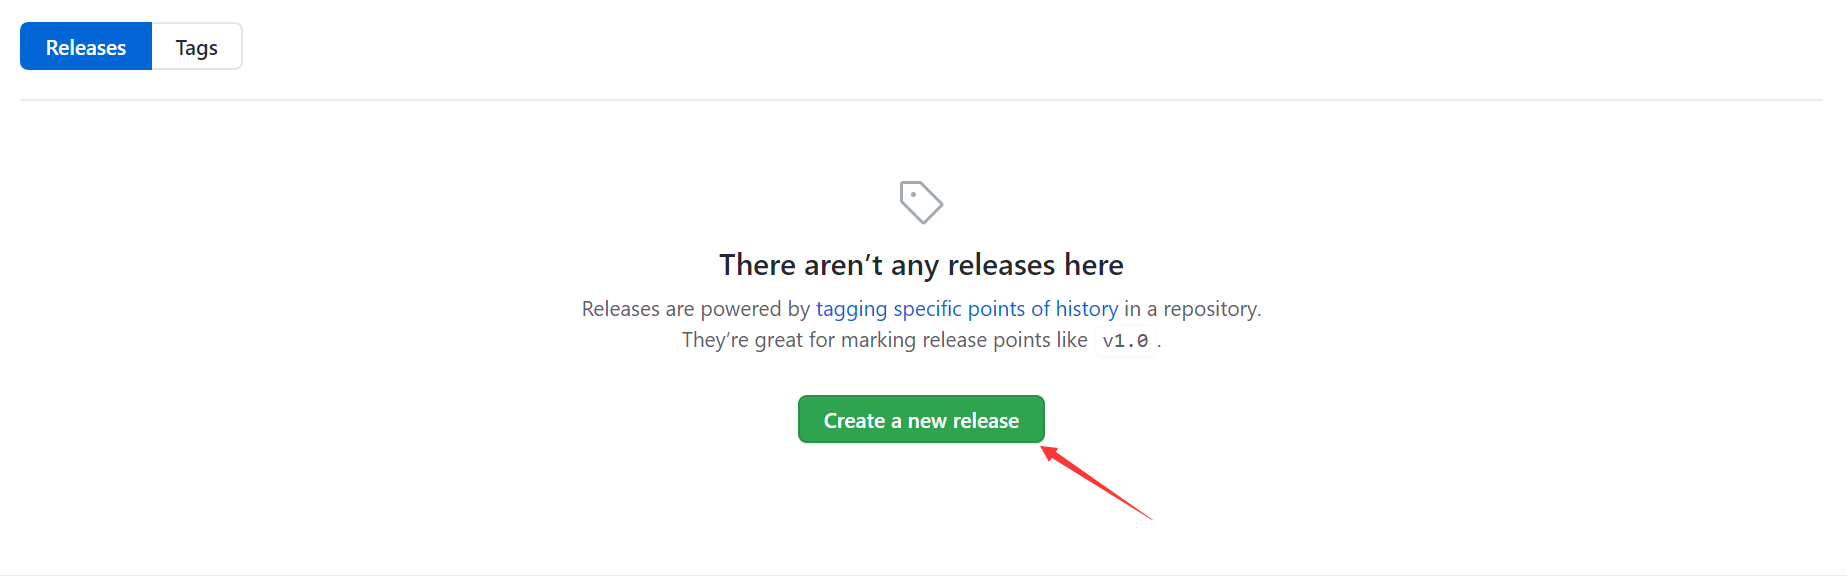 Releases Tags
There aren’t any releases here
Releases are powered by tagging specific points of history in a repository.
They’re great for marking release points like v1.0.
Create a new release